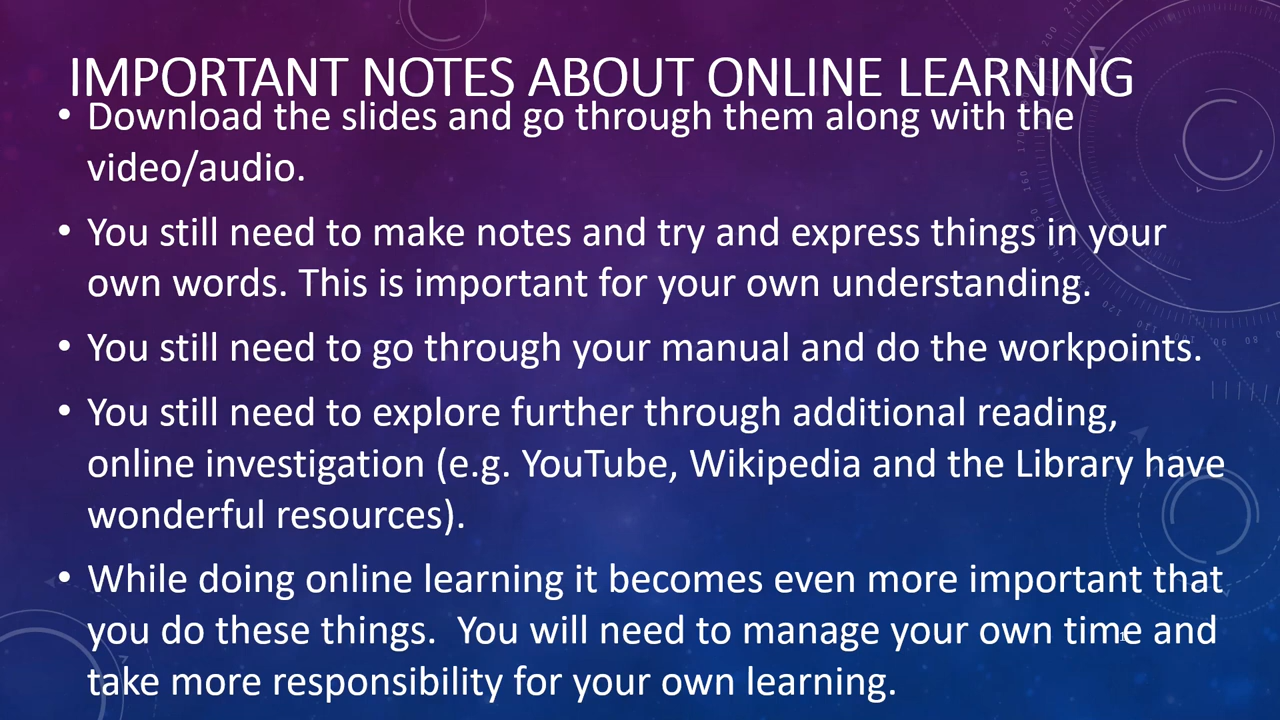 IMPORTANT NOTES ABOUT ONLINE LEARNING
• Download the slides and go through them along with the
video/audio.
• You still need to make notes and try and express things in your
own words. This is important for your own understanding.
• You still need to go through your manual and do the workpoints.
• You still need to explore further through additional reading,
online investigation (e.g. YouTube, Wikipedia and the Library have
wonderful resources).
• While doing online learning it becomes even more important that
you do these things.  You will need to manage your own time and
take more responsibility for your own learning.